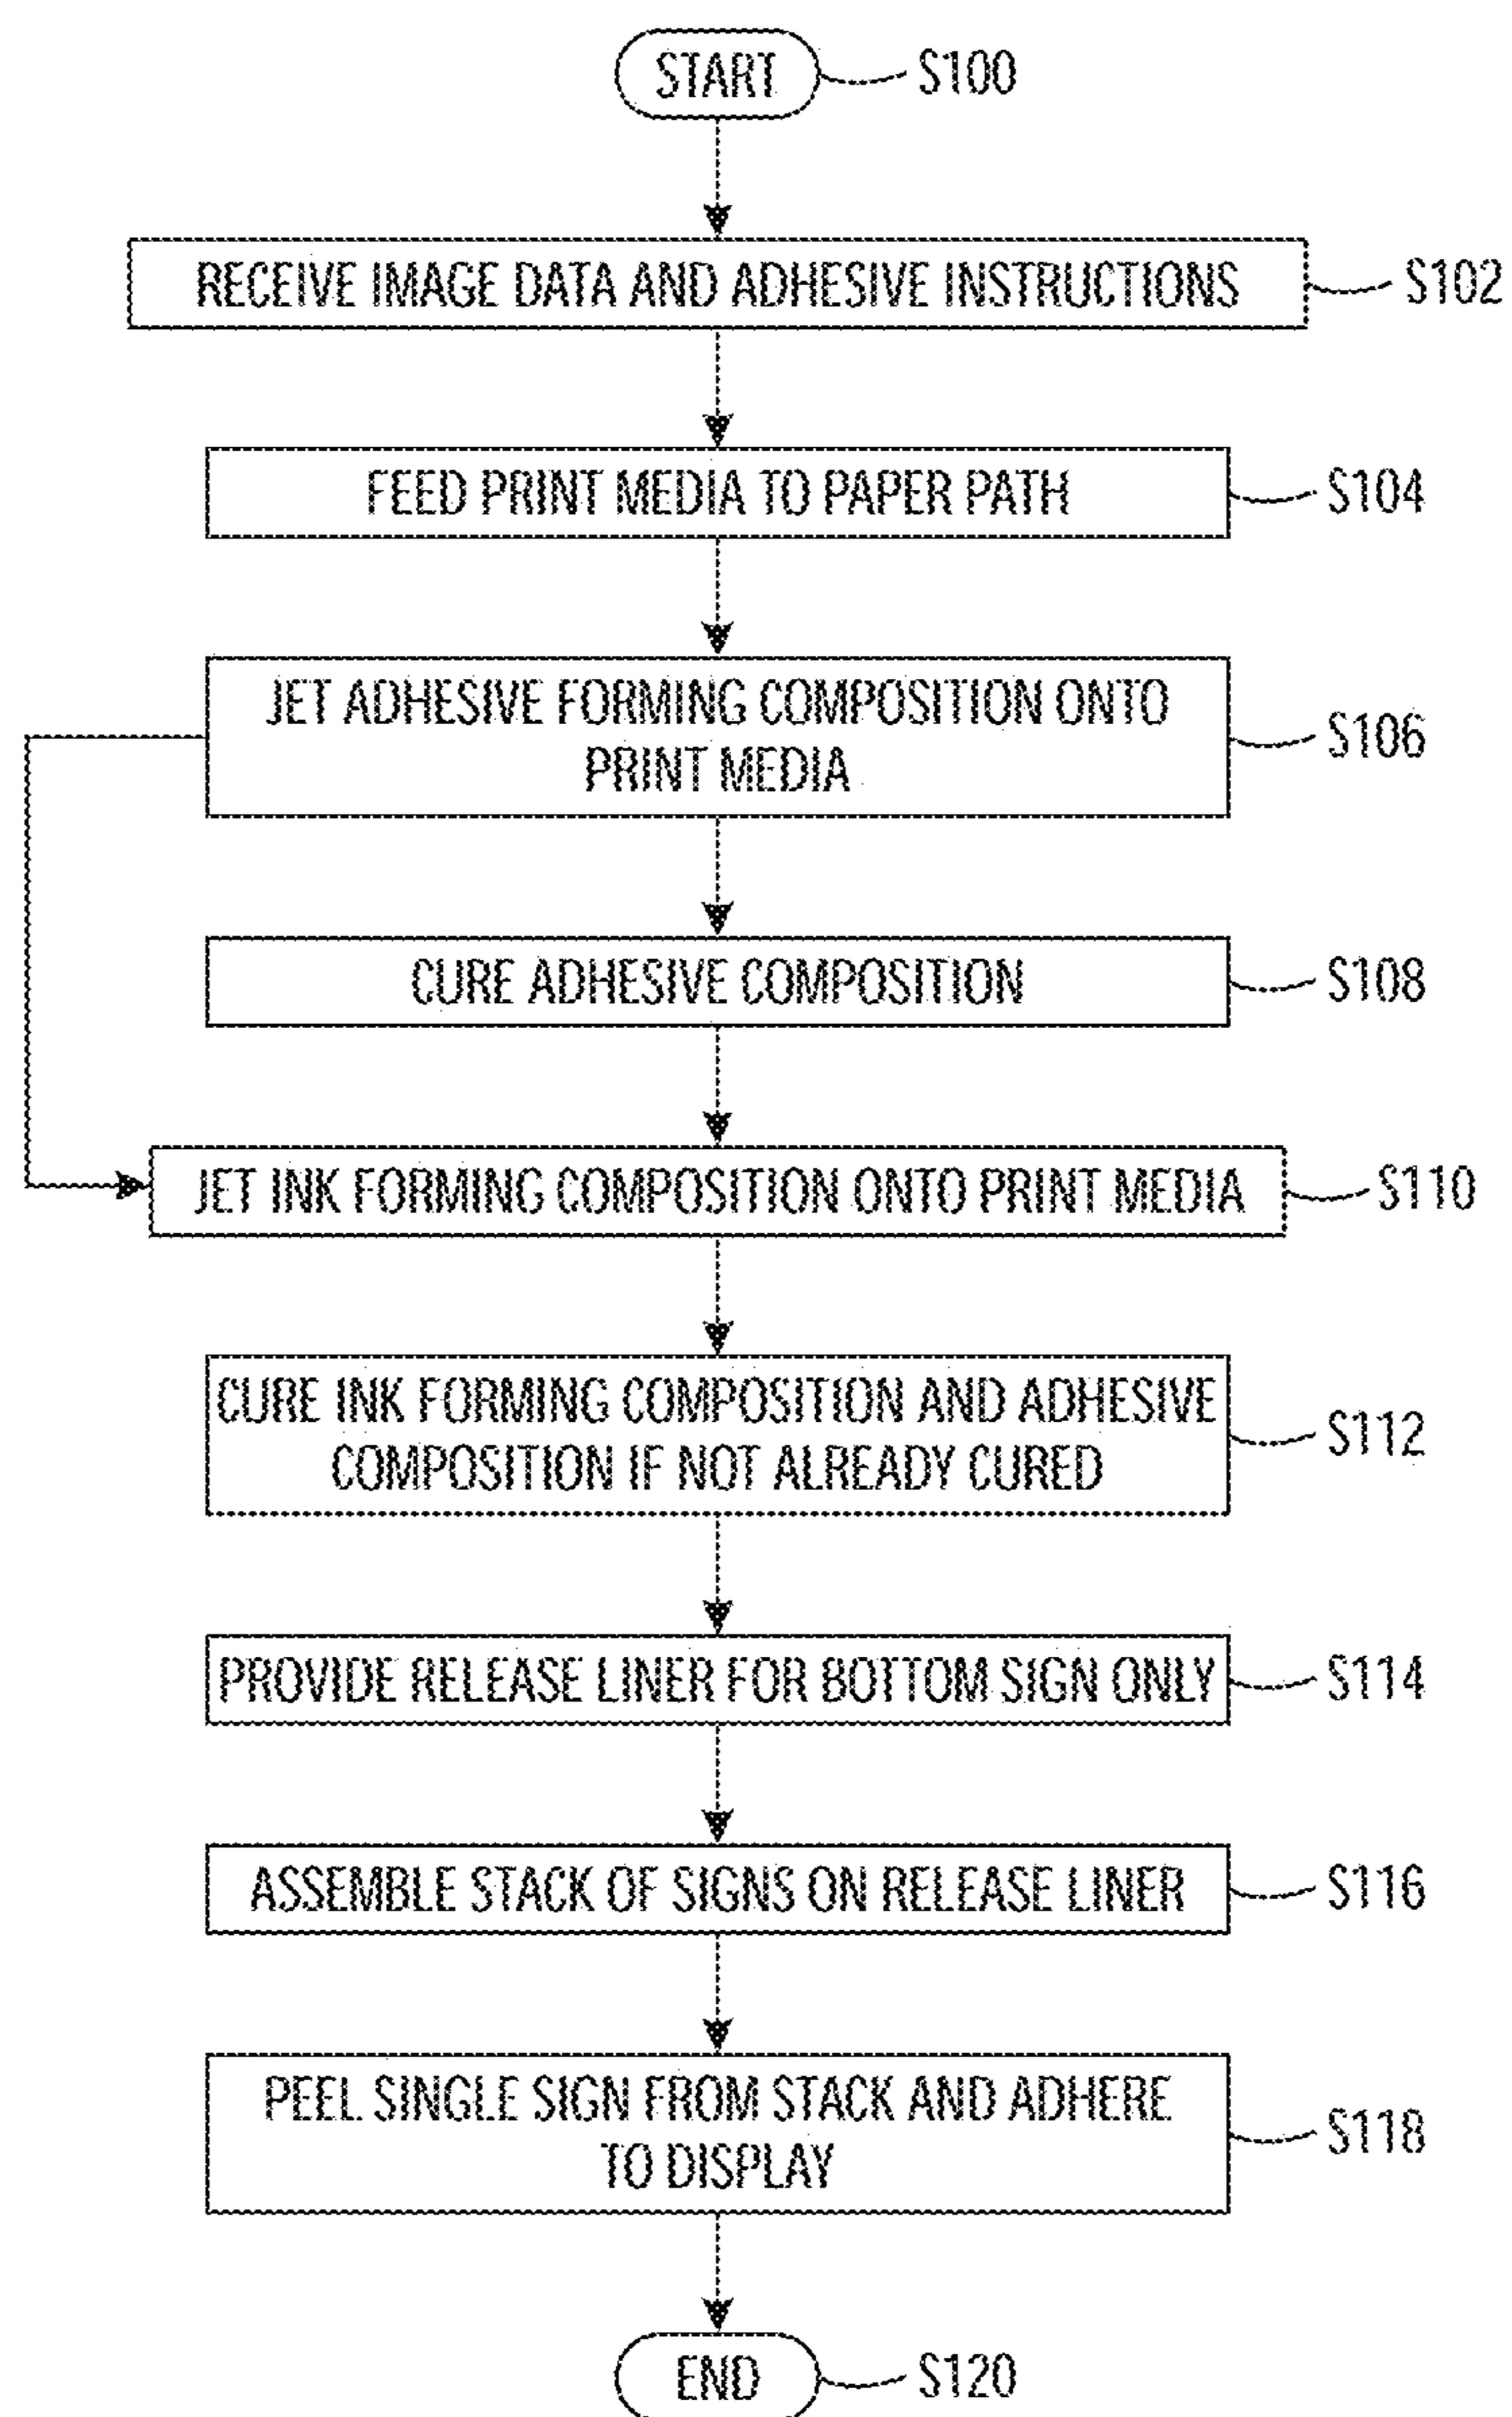 START
S100
RECEIVE IMAGE DATA AND ADHESIVE INSTRUCTIONS
S102
FEED PRINT MEDIA TO PAPER PATH
S104
JET ADHESIVE FORMING COMPOSITION ONTO
PRINT MEDIA
S106
CURE ADHESIVE COMPOSITION
S108
JET INK FORMING COMPOSITION ONTO PRINT MEDIA
S110
CURE INK FORMING COMPOSITION AND ADHESIVE
COMPOSITION IF NOT ALREADY CURED
S112
PROVIDE RELEASE LINER FOR BOTTOM SIGN ONLY
S114
ASSEMBLE STACK OF SIGNS ON RELEASE LINER
S116
PEEL SINGLE SIGN FROM STACK AND ADHERE
TO DISPLAY
S118
END
S120